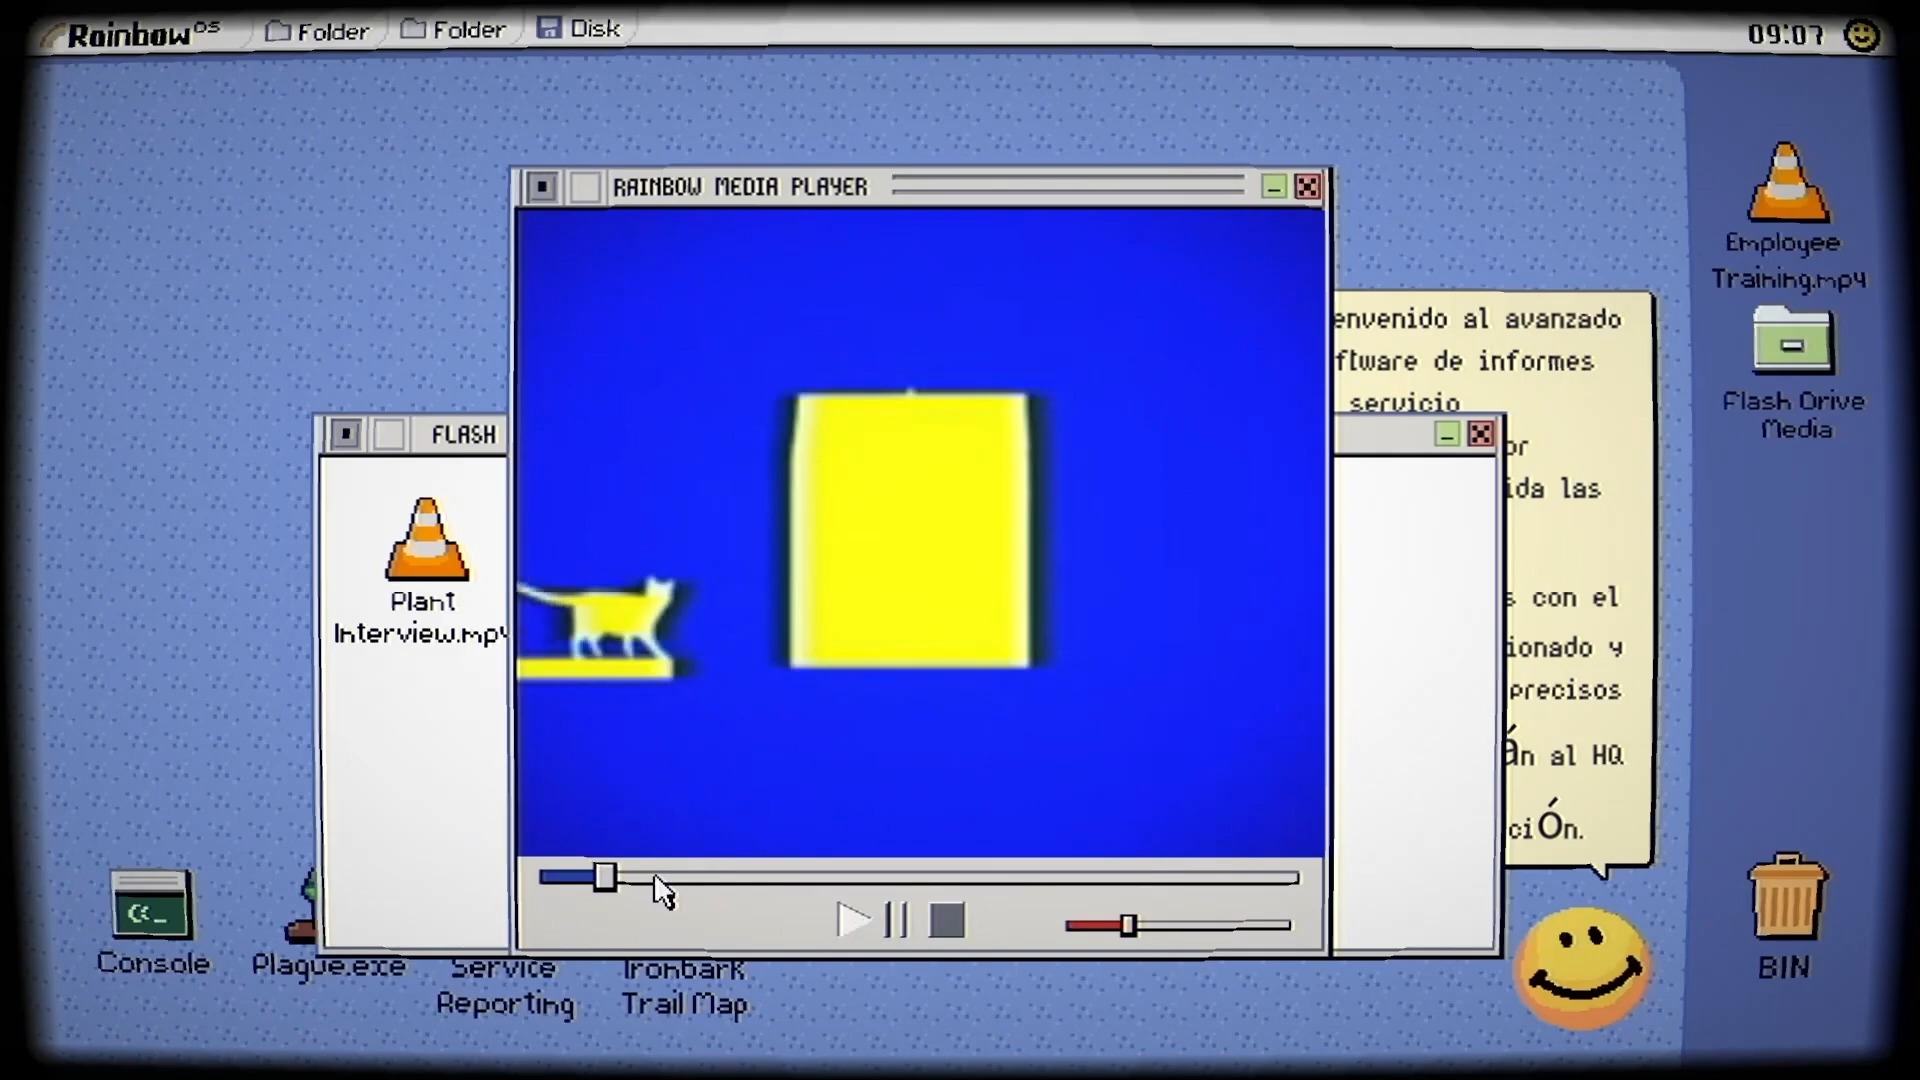 RainbowOS
Folder
Folder
Disk
09:07
RAINBOW MEDIA PLAYER
Employee
Training.mp4
Flash Drive
Media
envenido al avanzado
ftware de informes
servicio
or
ida las
s con el
ionado y
precisos
án al HQ
ción.
FLASH
Plant
Interview.mp4
Console
Plague.exe
Service
Reporting
Ironbark
Trail Map
BIN